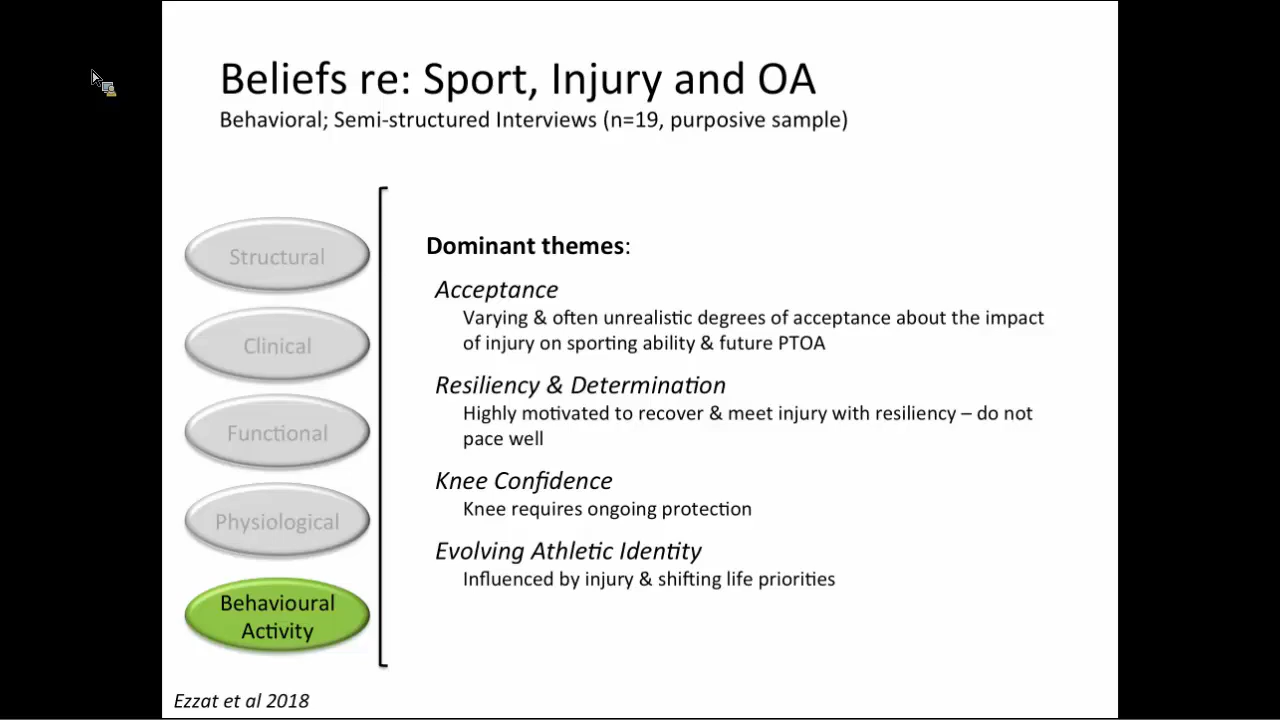 Beliefs re: Sport, Injury and OA
Behavioral; Semi-structured Interviews (n=19, purposive sample)
Structural
Clinical
Functional
Physiological
Behavioural
Activity
Dominant themes:
Acceptance
Varying & often unrealistic degrees of acceptance about the impact
of injury on sporting ability & future PTOA
Resiliency & Determination
Highly motivated to recover & meet injury with resiliency – do not
pace well
Knee Confidence
Knee requires ongoing protection
Evolving Athletic Identity
Influenced by injury & shifting life priorities
Ezzat et al 2018